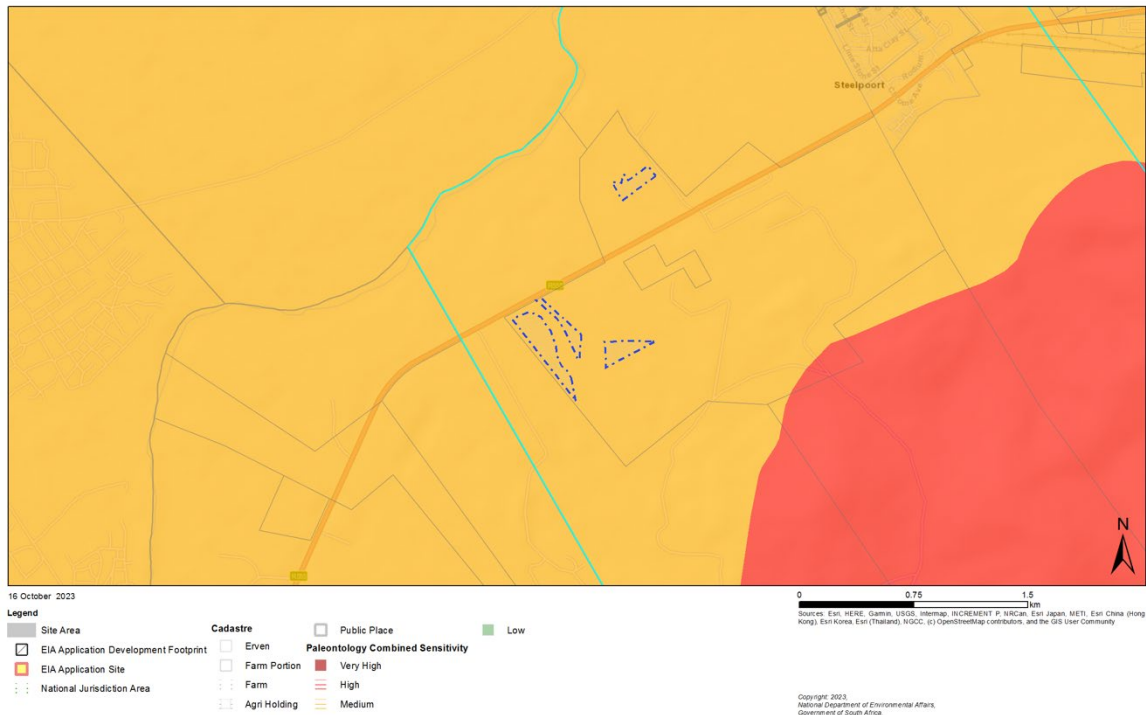 Steelpoort
N
16 October 2023
0 0.75 1.5
km
Sources: Esri, HERE, Garmin, USGS, Intermap, INCREMENT P, NRCan, Esri Japan, METI, Esri China (Hong
Kong), Esri Korea, Esri (Thailand), NGCC, (c) OpenStreetMap contributors, and the GIS User Community
Legend
Site Area
EIA Application Development Footprint
EIA Application Site
National Jurisdiction Area
Cadastre
Erven
Farm Portion
Farm
Agri Holding
Public Place
Paleontology Combined Sensitivity
Very High
High
Medium
Low
Copyright: 2023,
National Department of Environmental Affairs,
Government of South Africa